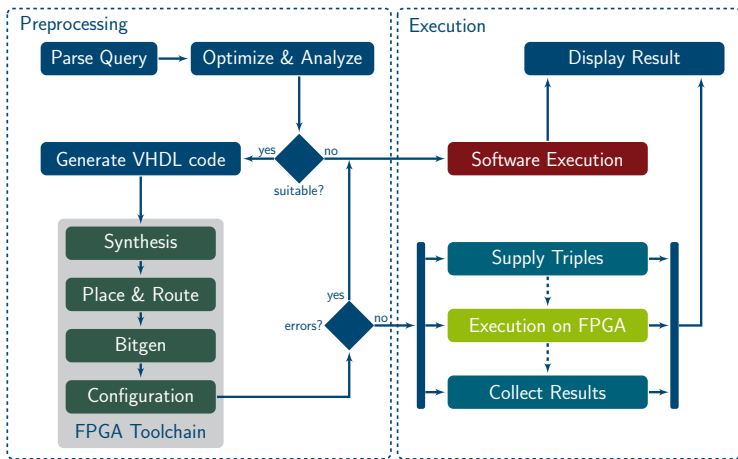 Preprocessing
Execution
Parse Query
Optimize & Analyze
Display Result
Generate VHDL code
yes
no
suitable?
Software Execution
Synthesis
Place & Route
Bitgen
Configuration
FPGA Toolchain
yes
errors?
no
Supply Triples
Execution on FPGA
Collect Results